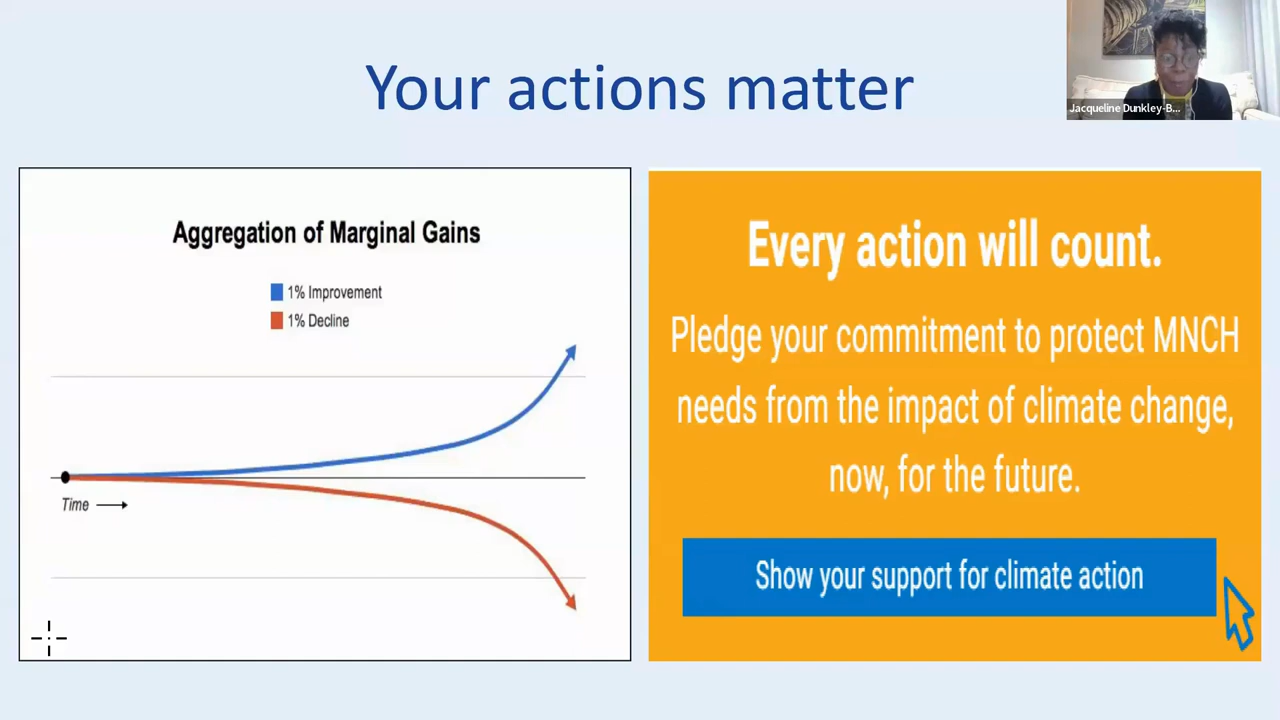 Your actions matter
Jacqueline Dunkley-B...
Aggregation of Marginal Gains
1% Improvement
1% Decline
Time
Every action will count.
Pledge your commitment to protect MNCH
needs from the impact of climate change,
now, for the future.
Show your support for climate action